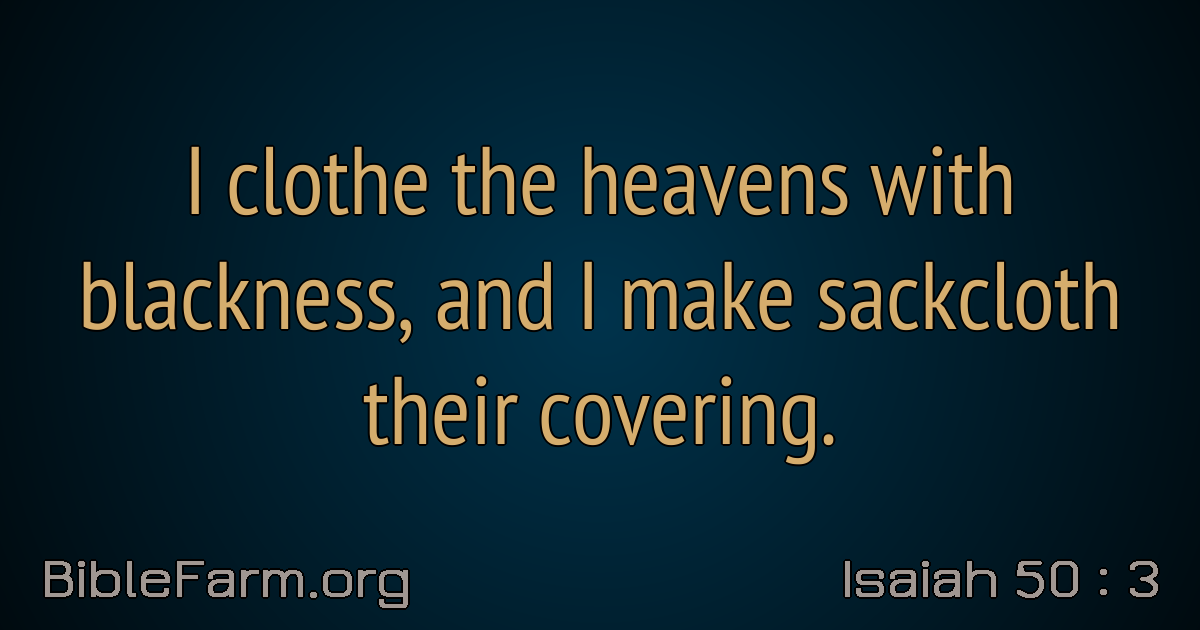 I clothe the heavens with
blackness, and I make sackcloth
their covering.
BibleFarm.org
Isaiah 50 : 3